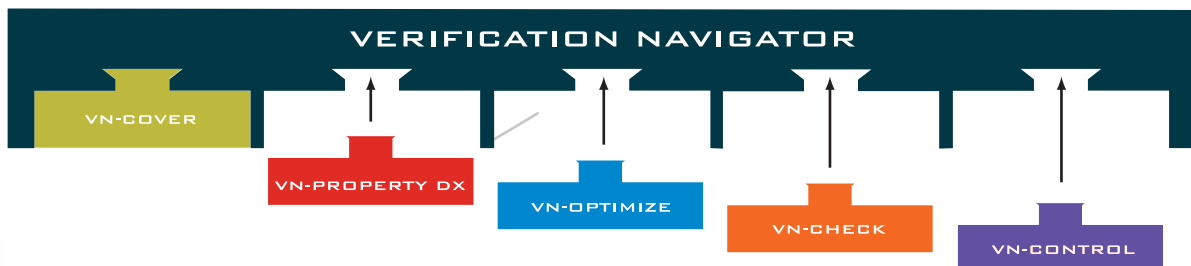 VERIFICATION NAVIGATOR
VN-COVER
VN-PROPERTY DX
VN-OPTIMIZE
VN-CHECK
VN-CONTROL